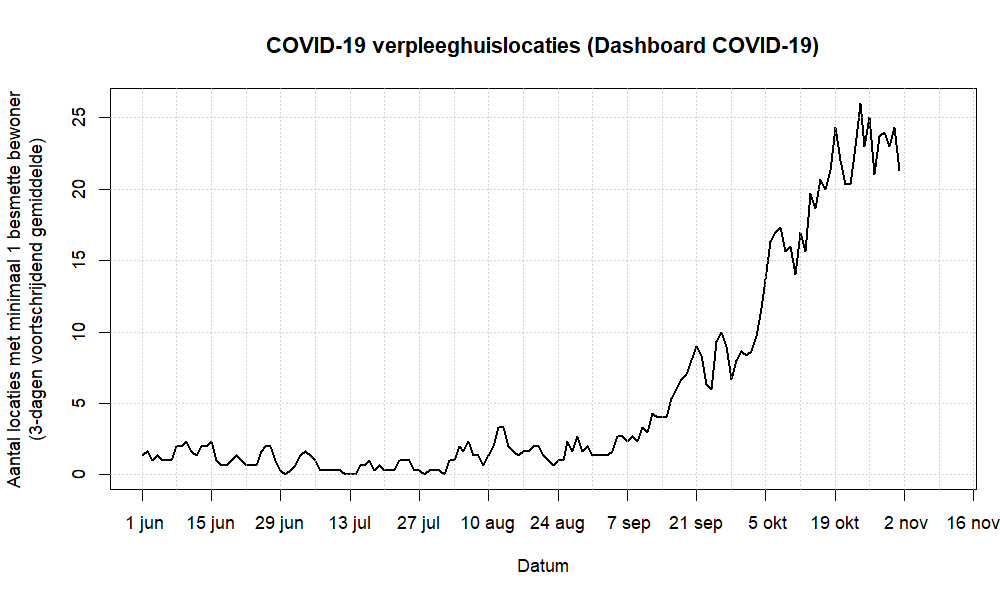 COVID-19 verpleeghuislocaties (Dashboard COVID-19)
Aantal locaties met minimaal 1 besmette bewoner
(3-dagen voortschrijdend gemiddelde)
25
20
15
10
5
0
1 jun 15 jun 29 jun 13 jul 27 jul 10 aug 24 aug 7 sep 21 sep 5 okt 19 okt 2 nov 16 nov
Datum